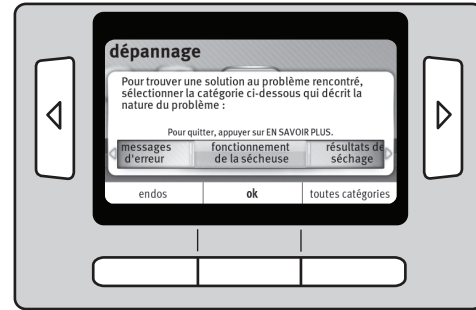 dépannage
Pour trouver une solution au problème rencontré,
sélectionner la catégorie ci-dessous qui décrit la
nature du problème :
Pour quitter, appuyer sur EN SAVOIR PLUS.
messages
d'erreur
fonctionnement
de la sécheuse
résultats de
séchage
endos
ok
toutes catégories